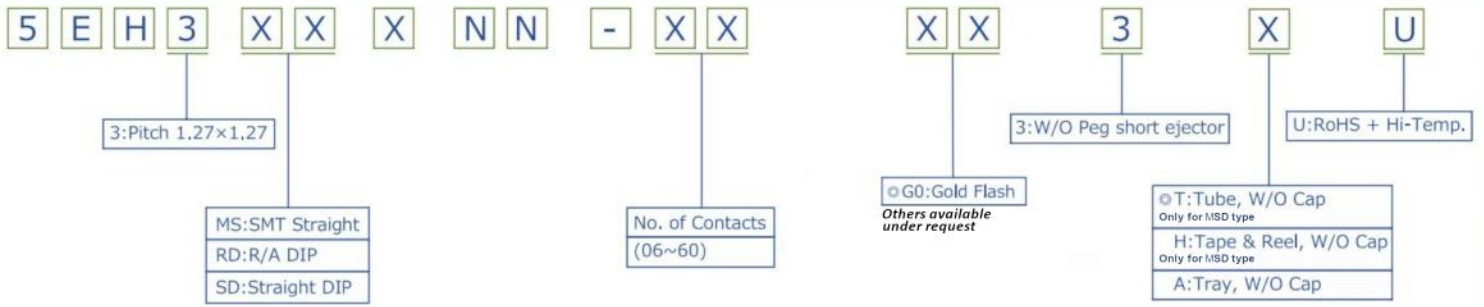 5 E H 3 X X X N N - X X X X 3 X U
3:Pitch 1.27×1.27
3:W/O Peg short ejector
U:RoHS + Hi-Temp.
MS:SMT Straight
RD:R/A DIP
SD:Straight DIP
No. of Contacts
(06~60)
◎G0:Gold Flash
Others available
under request
◎T:Tube, W/O Cap
Only for MSD type
H:Tape & Reel, W/O Cap
Only for MSD type
A:Tray, W/O Cap